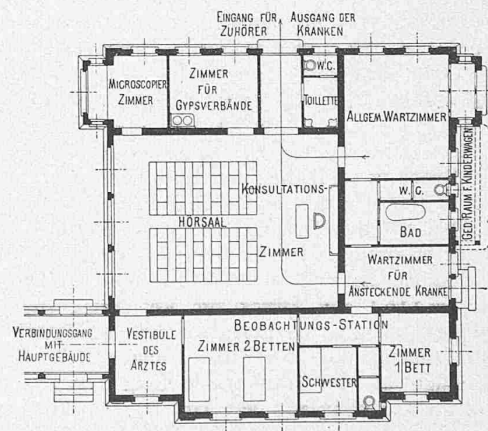 EINGANG FÜR
ZUHÖRER
AUSGANG DER
KRANKEN
MICROSCOPIER
ZIMMER
ZIMMER
FÜR
GYPSVERBÄNDE
W.C.
TOILLETTE
ALLGEM. WARTZIMMER
GED. RAUM F. KINDERWAGEN
KONSULTATIONS-
ZIMMER
HÖRSAAL
W. G.
BAD
WARTZIMMER
FÜR
ANSTECKENDE KRANKE
VERBINDUNGSGANG
MIT
HAUPTGEBÄUDE
VESTIBULE
DES
ARZTES
BEOBACHTUNGS-STATION
ZIMMER 2 BETTEN
SCHWESTER
ZIMMER
1 BETT